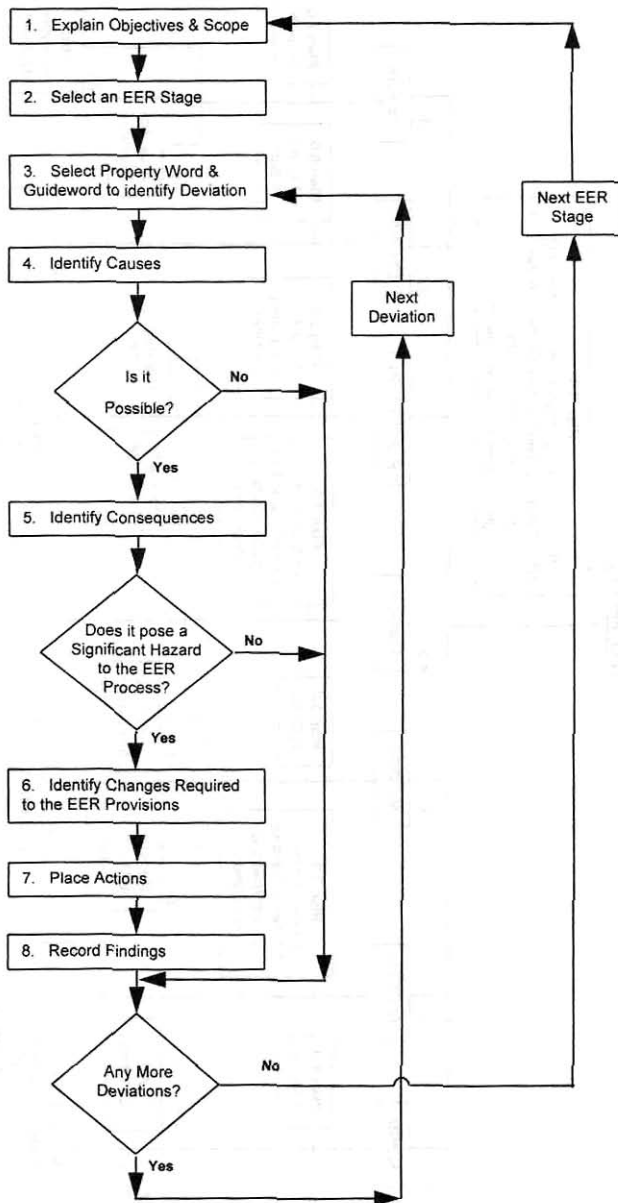 1. Explain Objectives & Scope
2. Select an EER Stage
3. Select Property Word &
Guideword to identify Deviation
Next EER
Stage
4. Identify Causes
Next
Deviation
Is it
Possible?
No
Yes
5. Identify Consequences
Does it pose a
Significant Hazard
to the EER
Process?
No
Yes
6. Identify Changes Required
to the EER Provisions
7. Place Actions
8. Record Findings
Any More
Deviations?
No
Yes